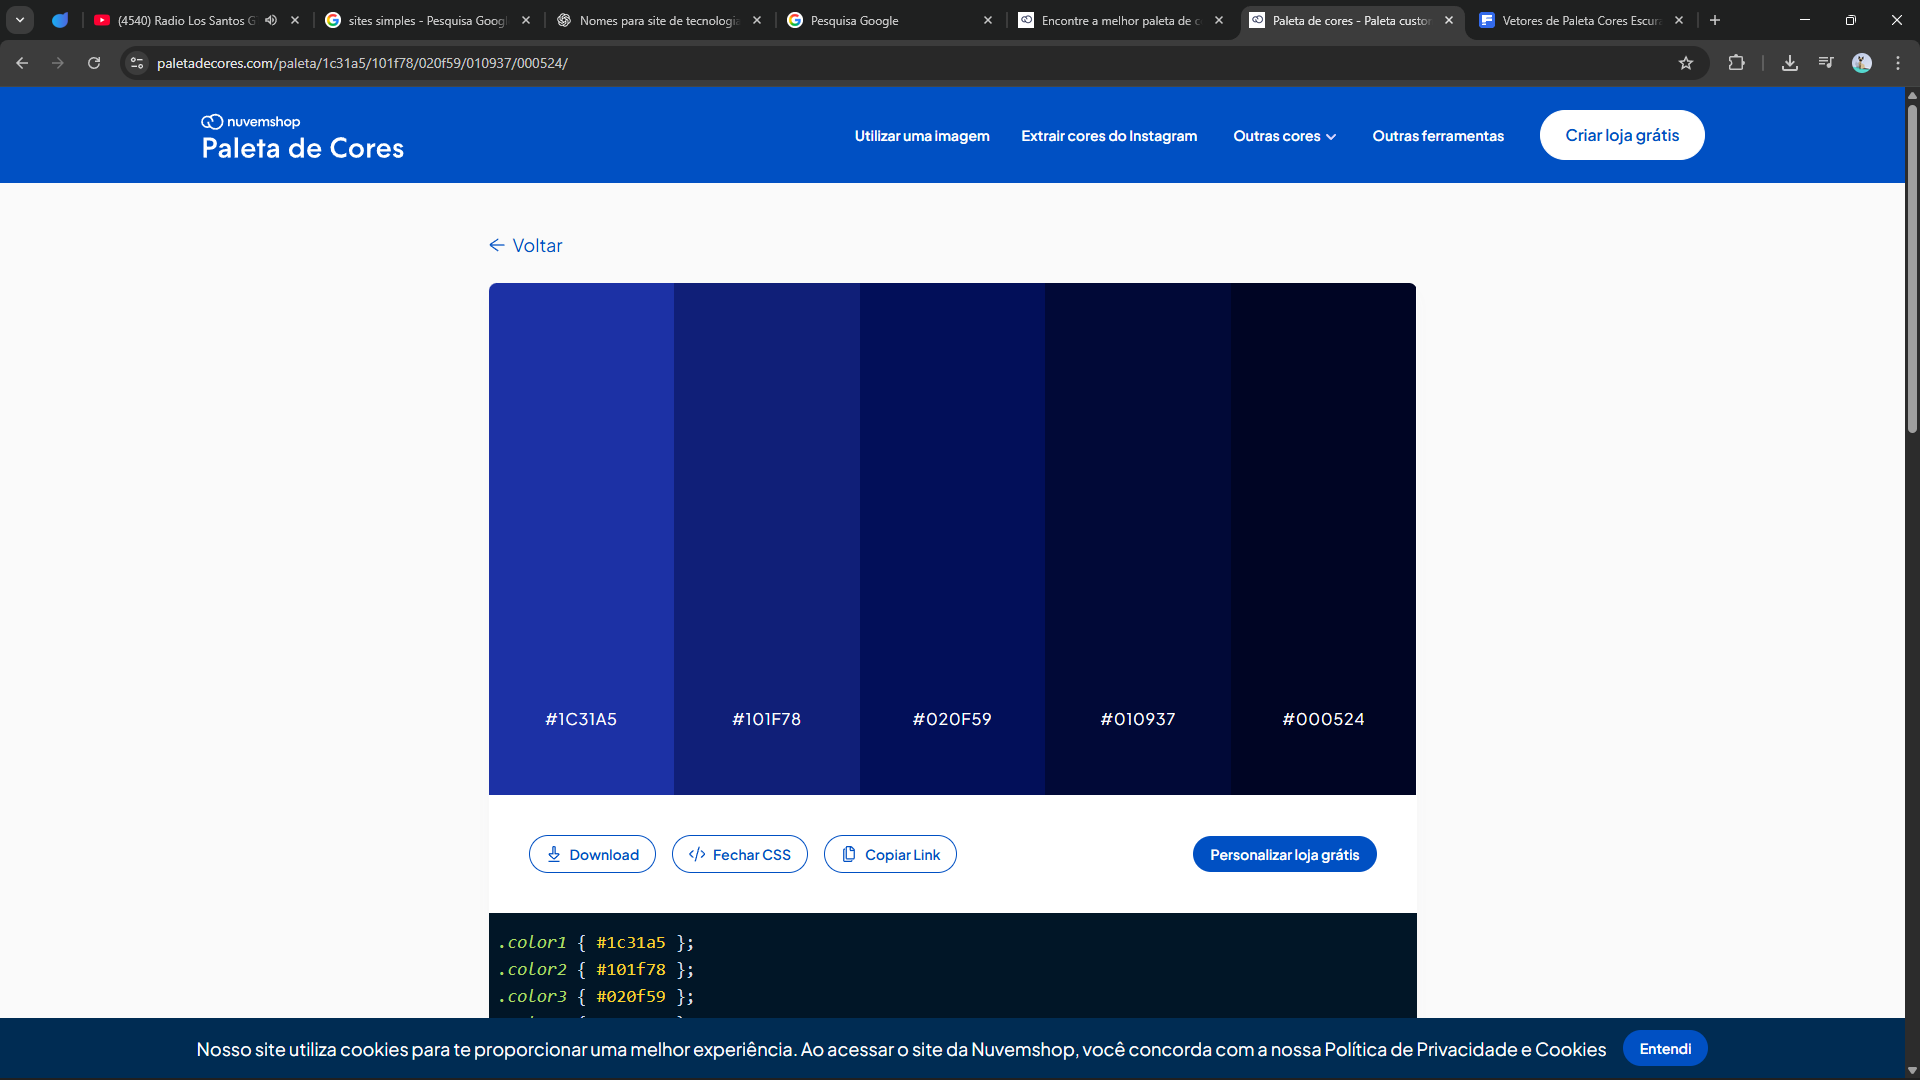 (4540) Radio Los Santos G
sites simples - Pesquisa Googl
Nomes para site de tecnologia
Pesquisa Google
Encontre a melhor paleta de c
Paleta de cores - Paleta custo
Vetores de Paleta Cores Escura
paletadecores.com/paleta/1c31a5/101f78/020f59/010937/000524/
nuvemshop
Paleta de Cores
Utilizar uma imagem
Extrair cores do Instagram
Outras cores
Outras ferramentas
Criar loja grátis
← Voltar
#1C31A5
#101F78
#020F59
#010937
#000524
Download
</> Fechar CSS
Copiar Link
Personalizar loja grátis
.color1 { #1c31a5 };
.color2 { #101f78 };
.color3 { #020f59 };
Nosso site utiliza cookies para te proporcionar uma melhor experiência. Ao acessar o site da Nuvemshop, você concorda com a nossa Política de Privacidade e Cookies
Entendi